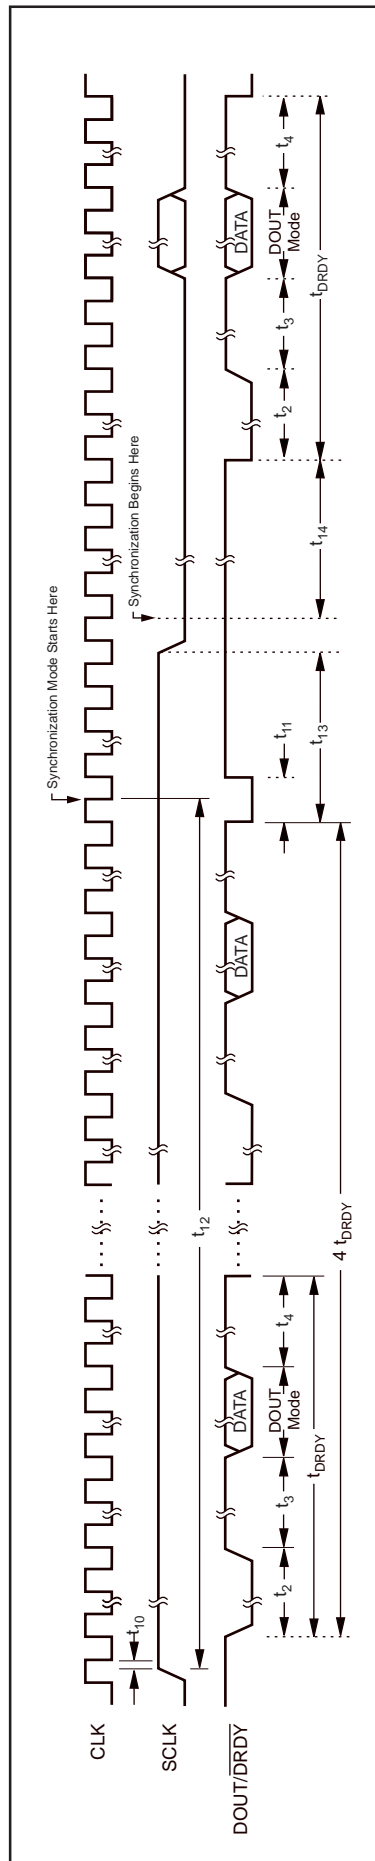 CLK
SCLK
DOUT/DRDY
t10
Synchronization Mode Starts Here
Synchronization Begins Here
t12
DATA
DATA
DATA
t2
t3
DOUT
Mode
t4
tDRDY
4 tDRDY
t11
t13
t14
t2
t3
DOUT
Mode
t4
tDRDY